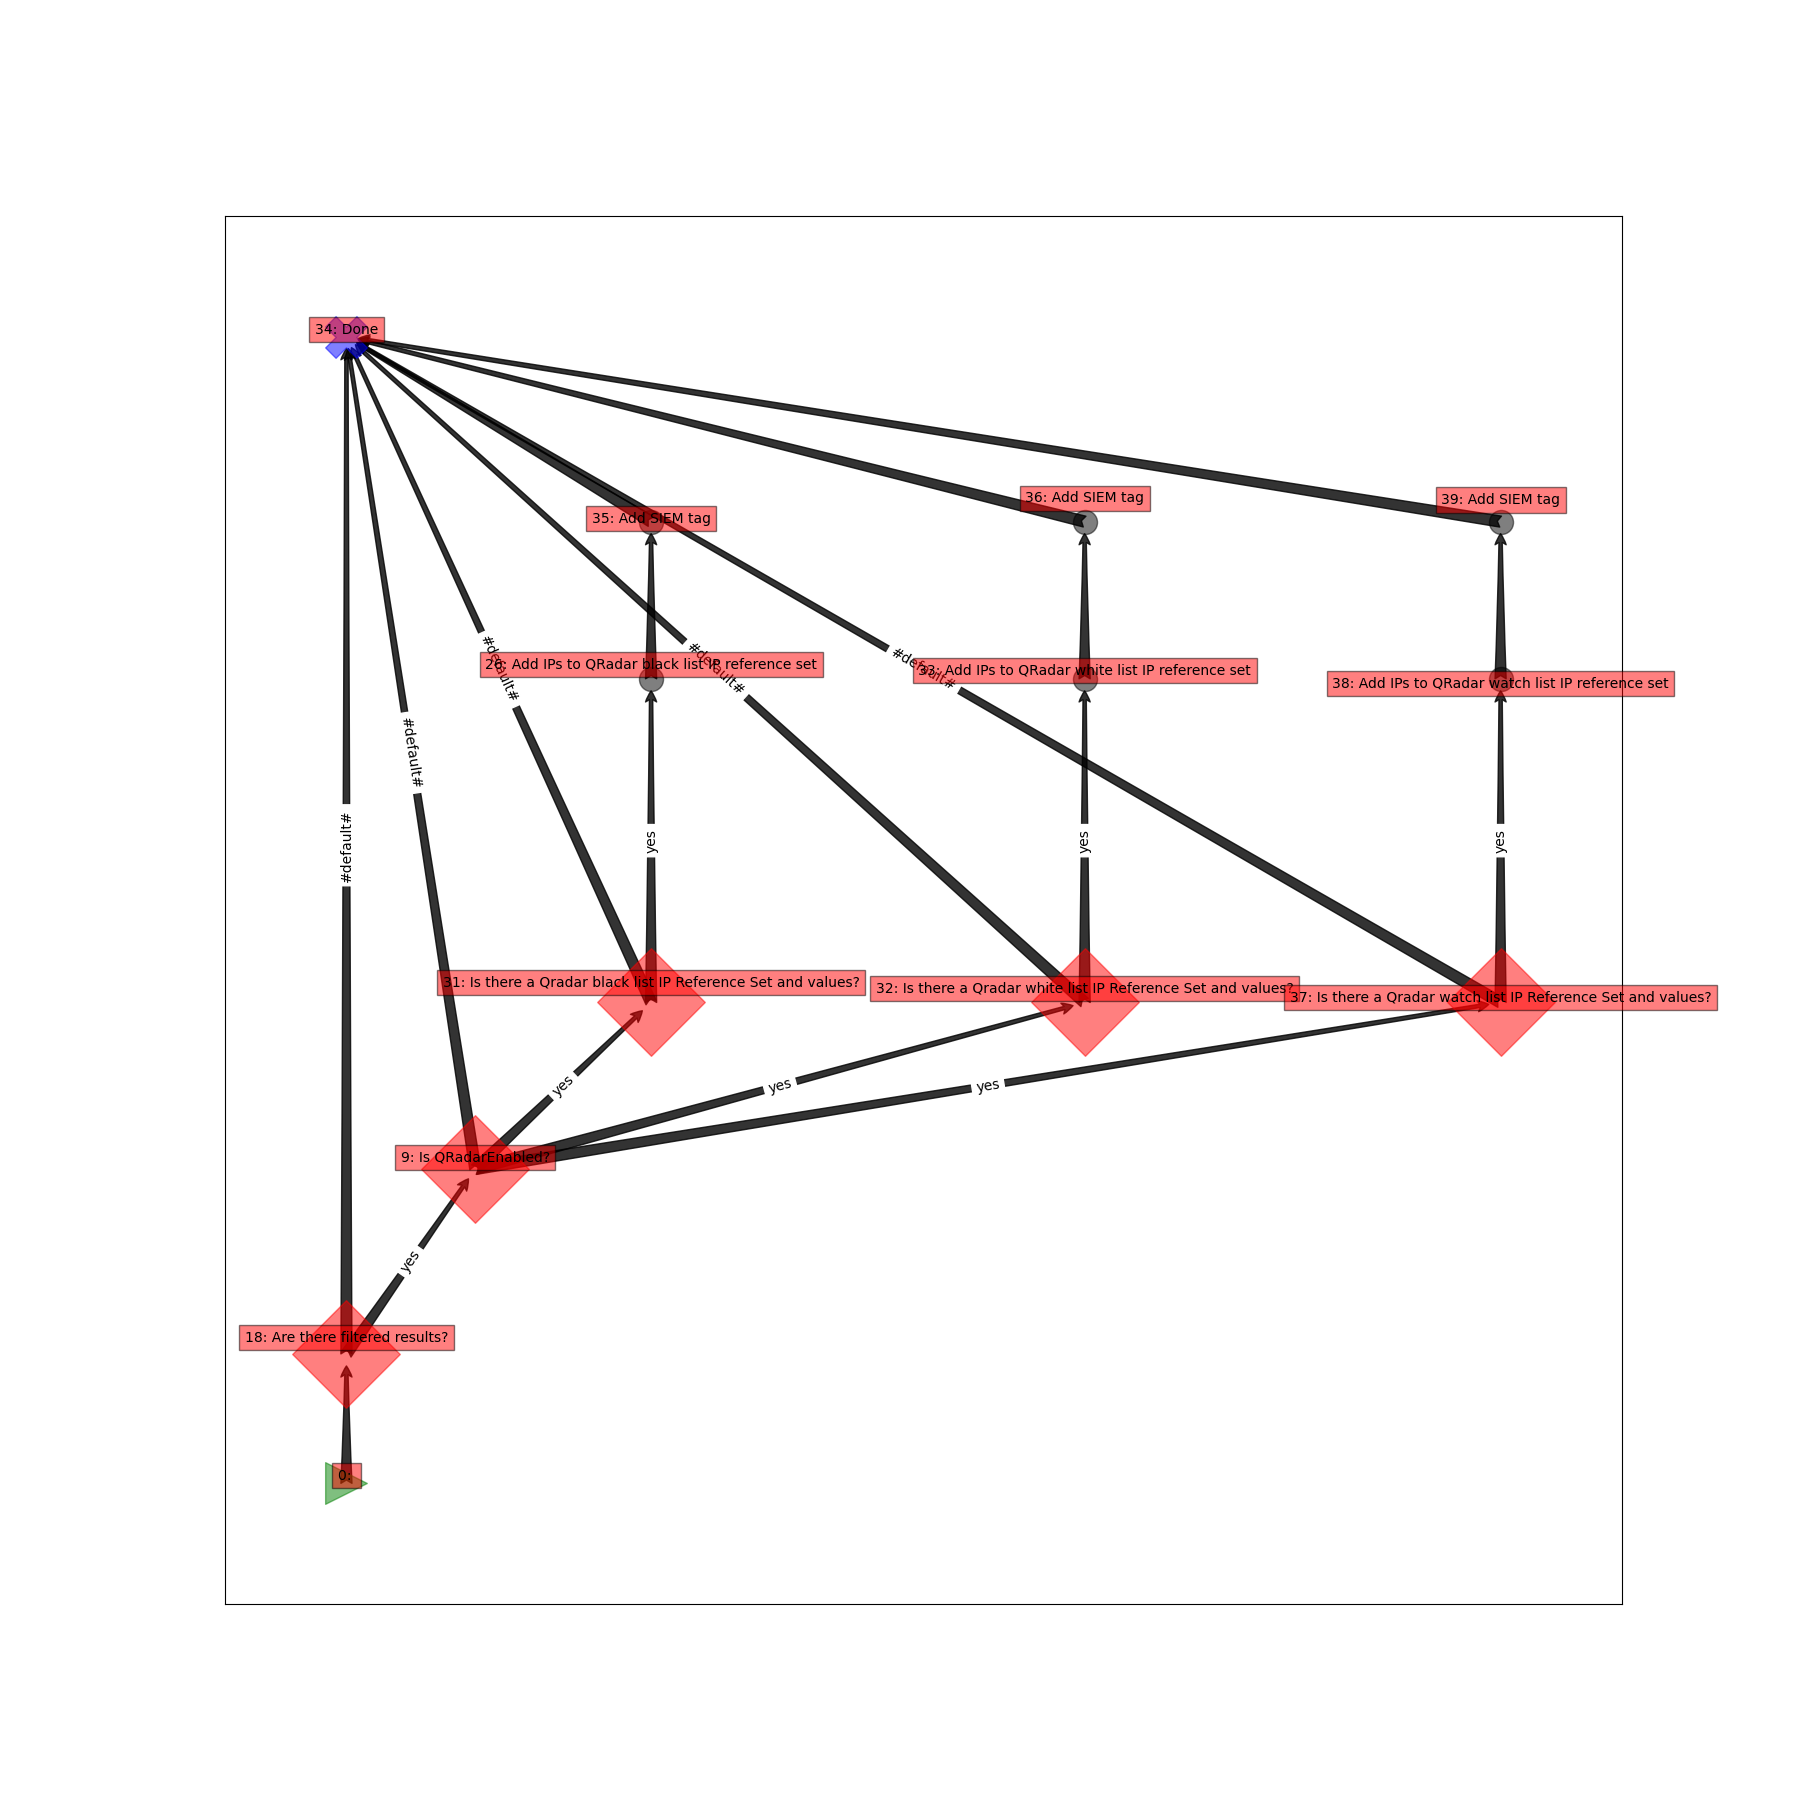 34: Done
36: Add SIEM tag
39: Add SIEM tag
35: Add SIEM tag
#default#
#default#
#default#
Add IPs to QRadar black list IP reference set
Add IPs to QRadar white list IP reference set
38: Add IPs to QRadar watch list IP reference set
#default#
#default#
yes
yes
yes
31: Is there a Qradar black list IP Reference Set and values?
32: Is there a Qradar white list IP Reference Set and values?
37: Is there a Qradar watch list IP Reference Set and values?
yes
yes
yes
9: Is QRadarEnabled?
yes
18: Are there filtered results?
0: